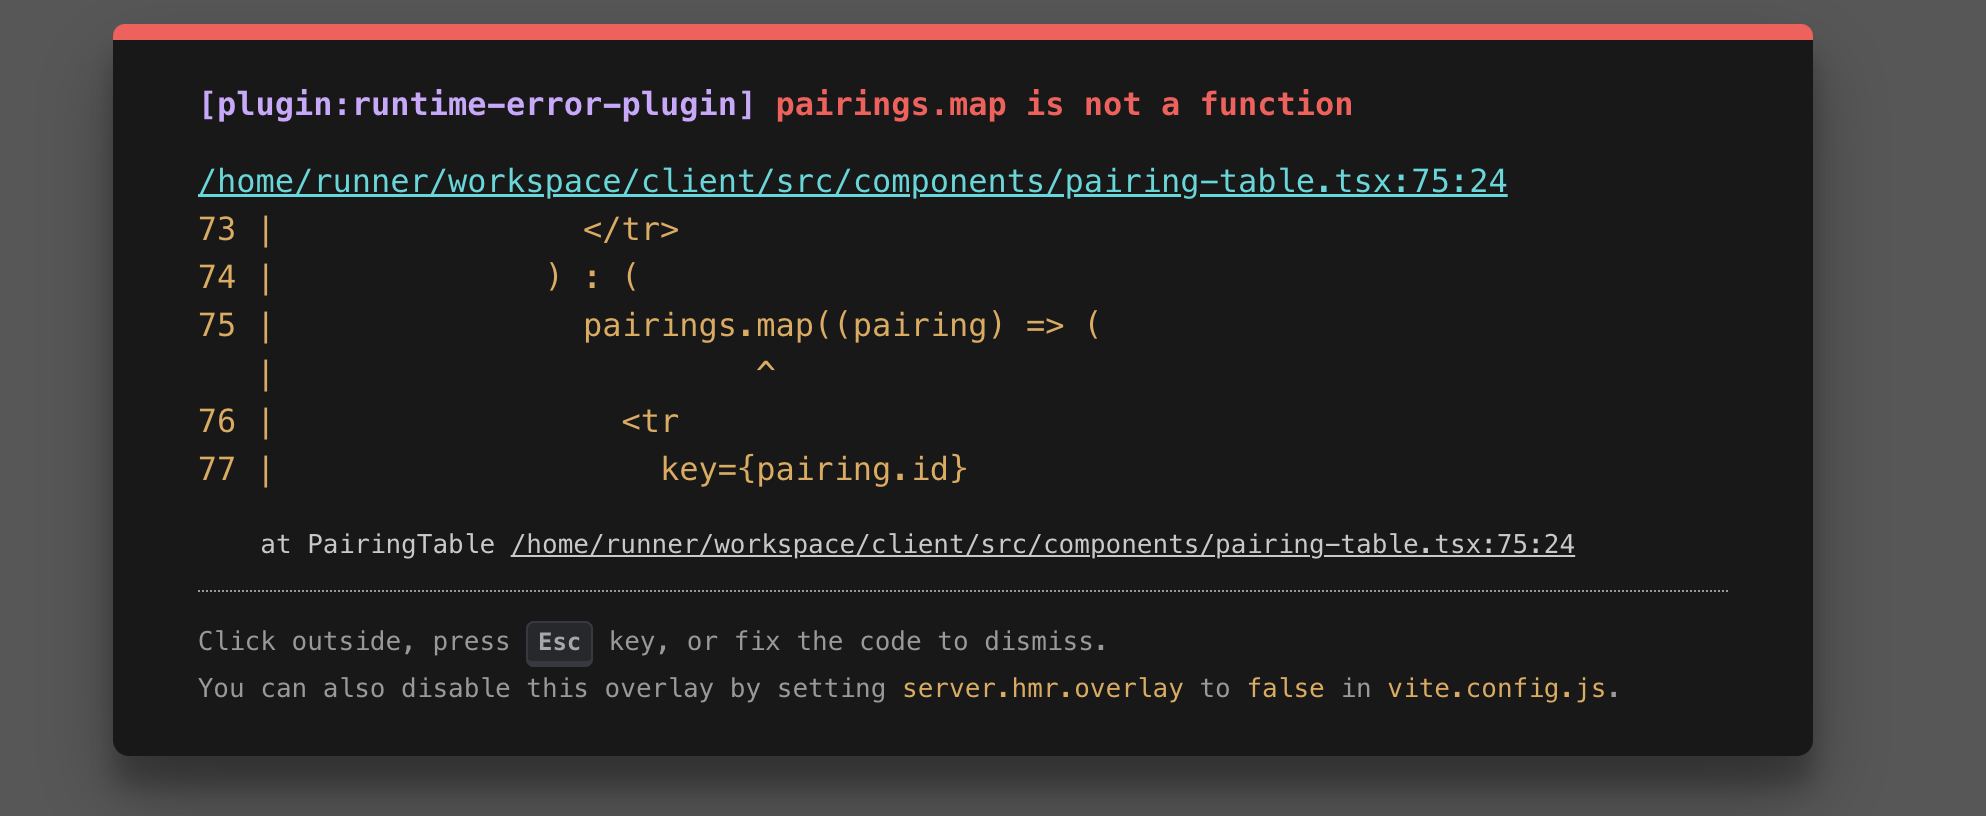 [plugin:runtime-error-plugin] pairings.map is not a function
/home/runner/workspace/client/src/components/pairing-table.tsx:75:24
73 |                </tr>
74 |              ) : (
75 |                pairings.map((pairing) => (
   |                         ^
76 |                  <tr
77 |                    key={pairing.id}
at PairingTable /home/runner/workspace/client/src/components/pairing-table.tsx:75:24
Click outside, press Esc key, or fix the code to dismiss.
You can also disable this overlay by setting server.hmr.overlay to false in vite.config.js.